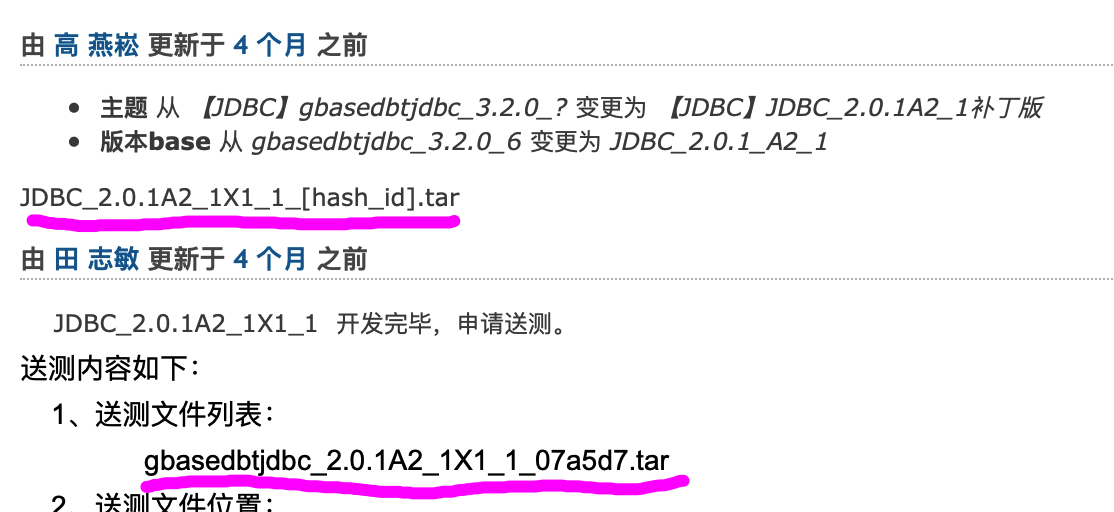 由 高 燕崧 更新于 4 个月 之前
主题 从 【JDBC】gbasedbtjdbc_3.2.0_? 变更为 【JDBC】JDBC_2.0.1A2_1补丁版
版本base 从 gbasedbtjdbc_3.2.0_6 变更为 JDBC_2.0.1_A2_1
JDBC_2.0.1A2_1X1_1_[hash_id].tar
由 田 志敏 更新于 4 个月 之前
JDBC_2.0.1A2_1X1_1 开发完毕，申请送测。
送测内容如下：
1、送测文件列表：
gbasedbtjdbc_2.0.1A2_1X1_1_07a5d7.tar
2、送测文件位置：